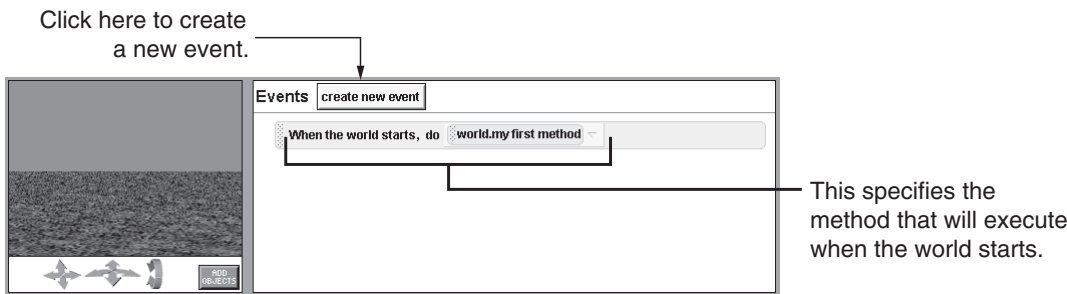 Click here to create
a new event.
Events create new event
When the world starts, do world.my first method
This specifies the
method that will execute
when the world starts.
ADD
OBJECTS